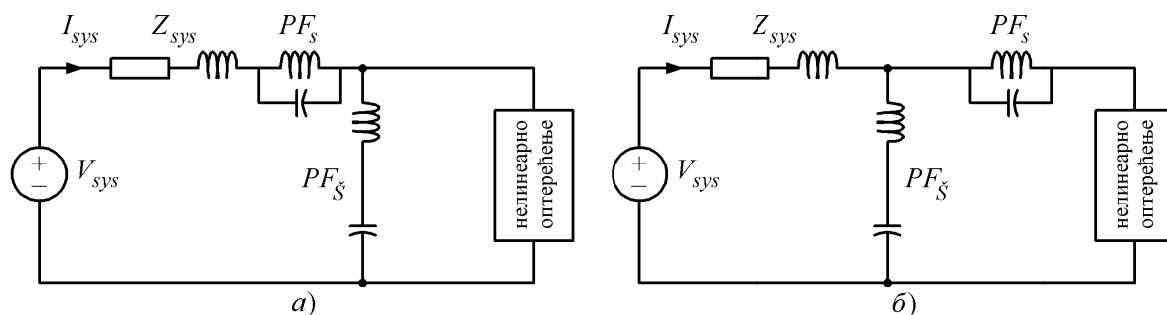 I_sys Z_sys PF_s
V_sys
+
−
PF_Š
нелинеарно
оптерећење
а)
I_sys Z_sys PF_s
V_sys
+
−
PF_Š
нелинеарно
оптерећење
б)